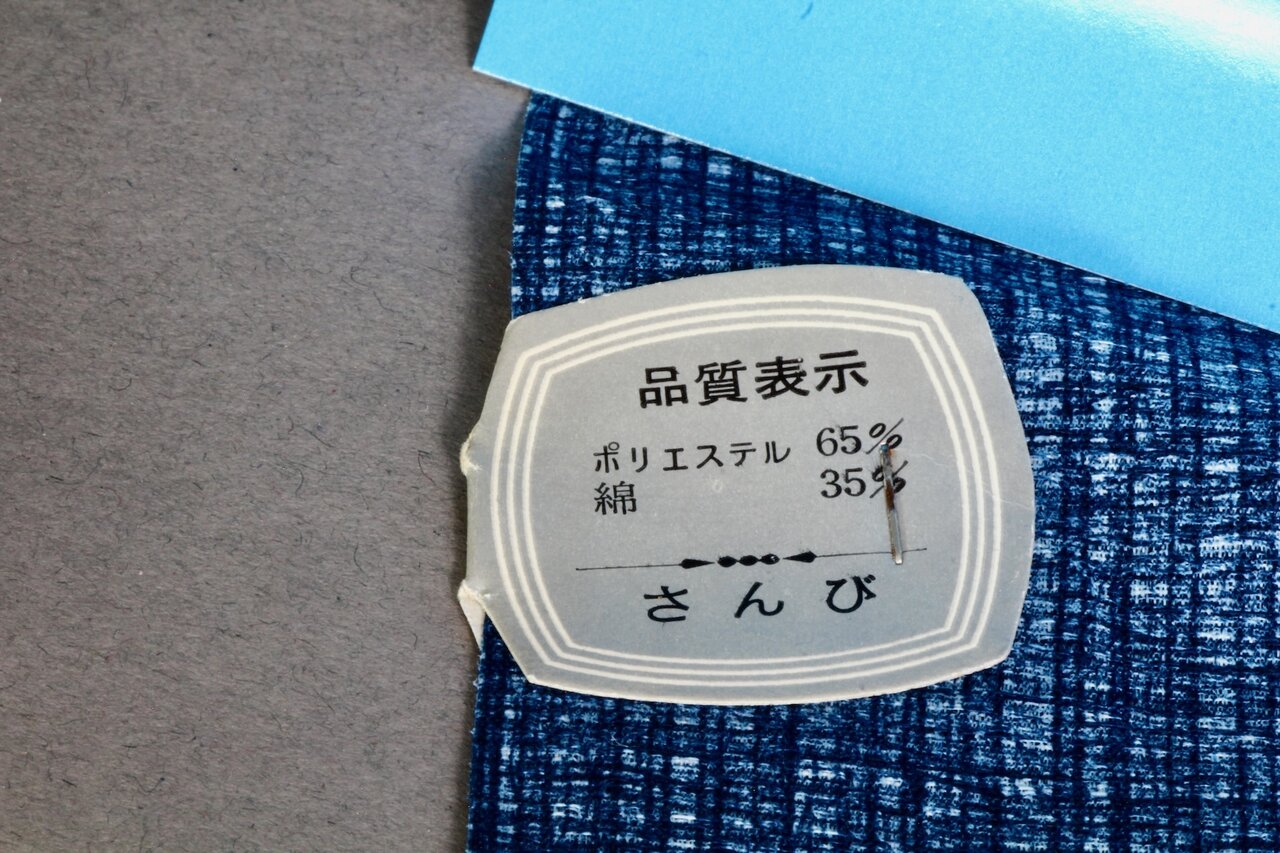 品質表示
ポリエステル 65%
綿 35%
さんび